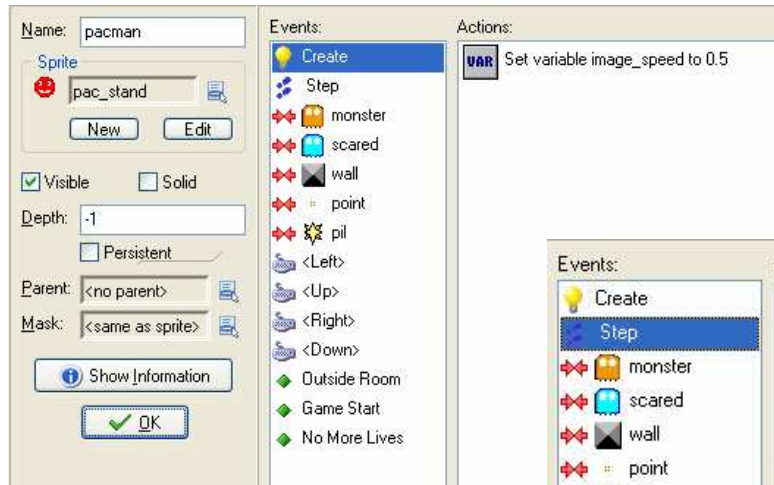 Name: pacman
Sprite
pac_stand
New Edit
Visible Solid
Depth: -1
Persistent
Parent: <no parent>
Mask: <same as sprite>
Show Information
OK
Events:
Create
Step
monster
scared
wall
point
pil
<Left>
<Up>
<Right>
<Down>
Outside Room
Game Start
No More Lives
Actions:
VAR Set variable image_speed to 0.5
Events:
Create
Step
monster
scared
wall
point